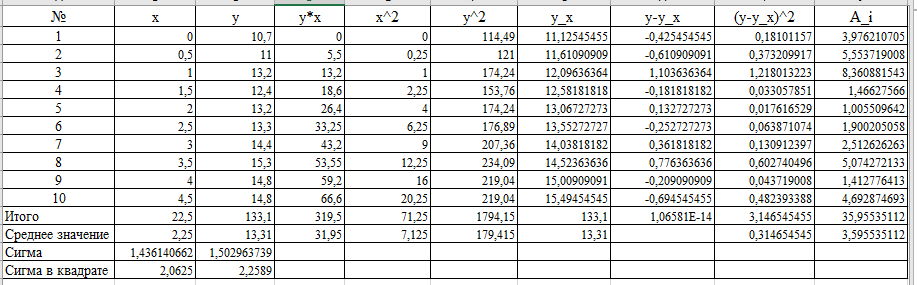 № x y y*x x^2 y^2 y_x y-y_x (y-y_x)^2 A_i
1 0 10,7 0 0 114,49 11,12545455 -0,425454545 0,18101157 3,976210705
2 0,5 11 5,5 0,25 121 11,61090909 -0,610909091 0,373209917 5,553719008
3 1 13,2 13,2 1 174,24 12,09636364 1,103636364 1,218013223 8,360881543
4 1,5 12,4 18,6 2,25 153,76 12,58181818 -0,181818182 0,033057851 1,46627566
5 2 13,2 26,4 4 174,24 13,06727273 0,132727273 0,017616529 1,005509642
6 2,5 13,3 33,25 6,25 176,89 13,55272727 -0,252727273 0,063871074 1,900205058
7 3 14,4 43,2 9 207,36 14,03818182 0,361818182 0,130912397 2,512626263
8 3,5 15,3 53,55 12,25 234,09 14,52363636 0,776363636 0,602740496 5,074272133
9 4 14,8 59,2 16 219,04 15,00909091 -0,209090909 0,043719008 1,412776413
10 4,5 14,8 66,6 20,25 219,04 15,49454545 -0,694545455 0,482393388 4,692874693
Итого 22,5 133,1 319,5 71,25 1794,15 133,1 1,06581E-14 3,146545455 35,95535112
Среднее значение 2,25 13,31 31,95 7,125 179,415 13,31 0,314654545 3,595535112
Сигма 1,436140662 1,502963739
Сигма в квадрате 2,0625 2,2589